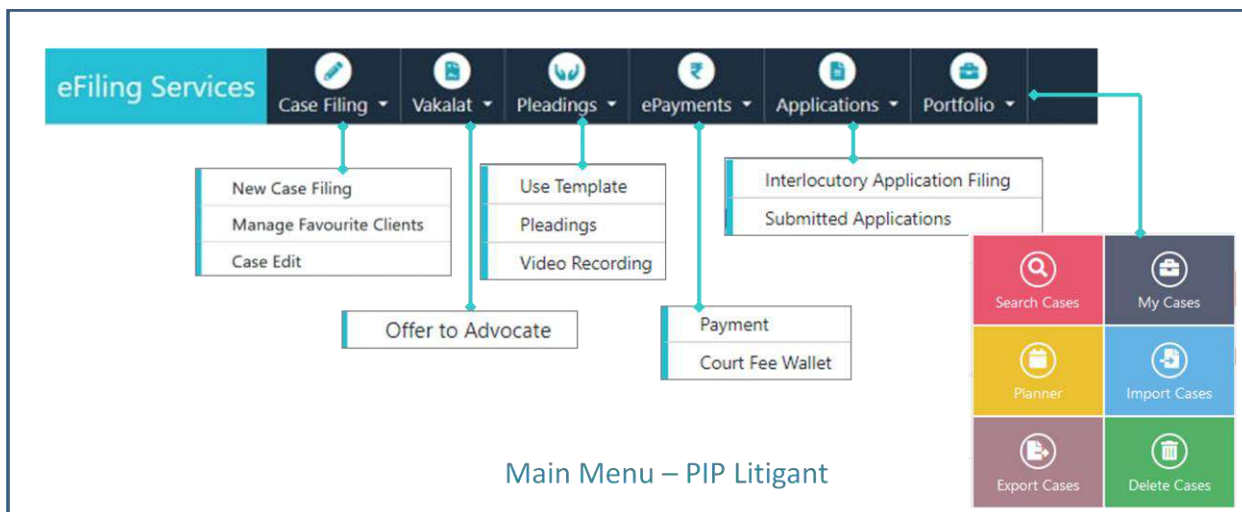 eFiling Services
Case Filing
Vakalat
Pleadings
ePayments
Applications
Portfolio
New Case Filing
Manage Favourite Clients
Case Edit
Offer to Advocate
Use Template
Pleadings
Video Recording
Payment
Court Fee Wallet
Interlocutory Application Filing
Submitted Applications
Search Cases
My Cases
Planner
Import Cases
Export Cases
Delete Cases
Main Menu – PIP Litigant